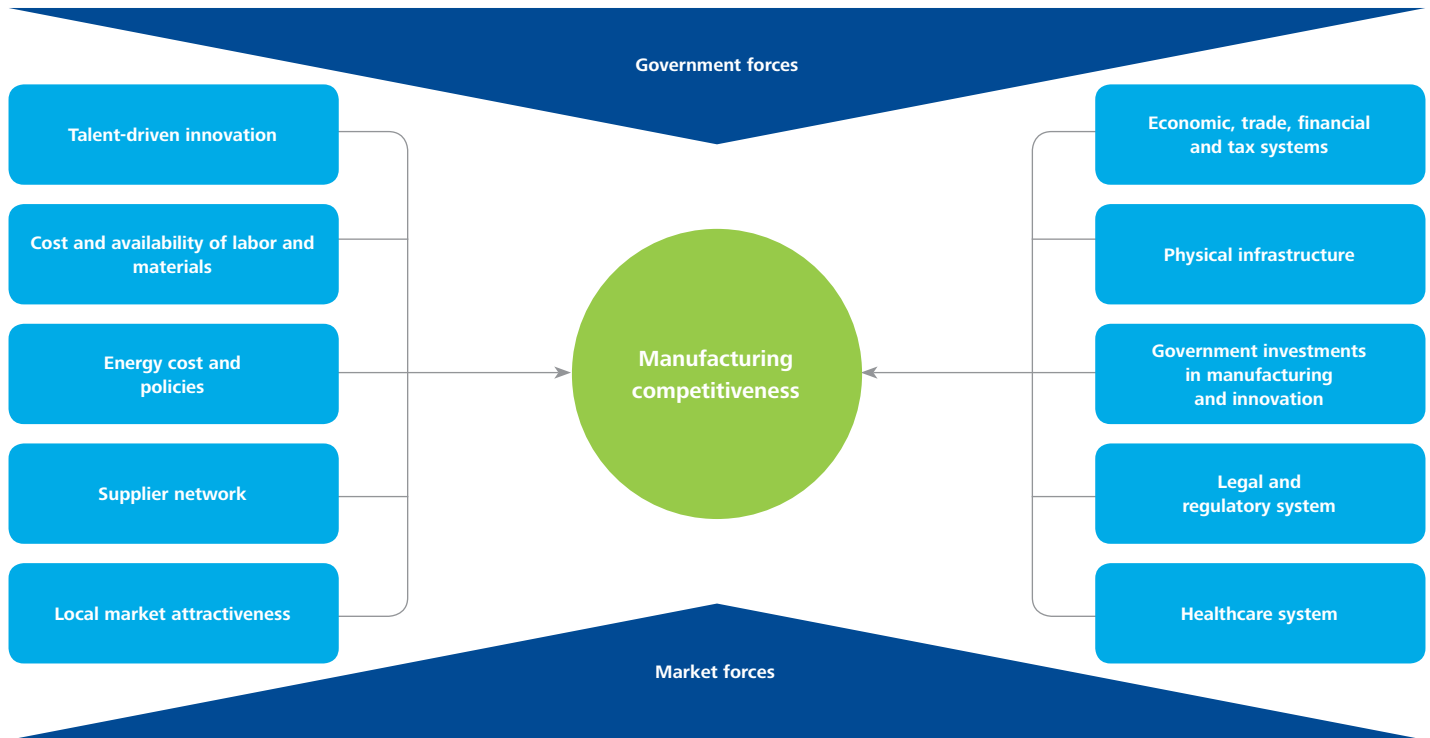 Government forces
Talent-driven innovation
Cost and availability of labor and
materials
Energy cost and
policies
Supplier network
Local market attractiveness
Manufacturing
competitiveness
Economic, trade, financial
and tax systems
Physical infrastructure
Government investments
in manufacturing
and innovation
Legal and
regulatory system
Healthcare system
Market forces